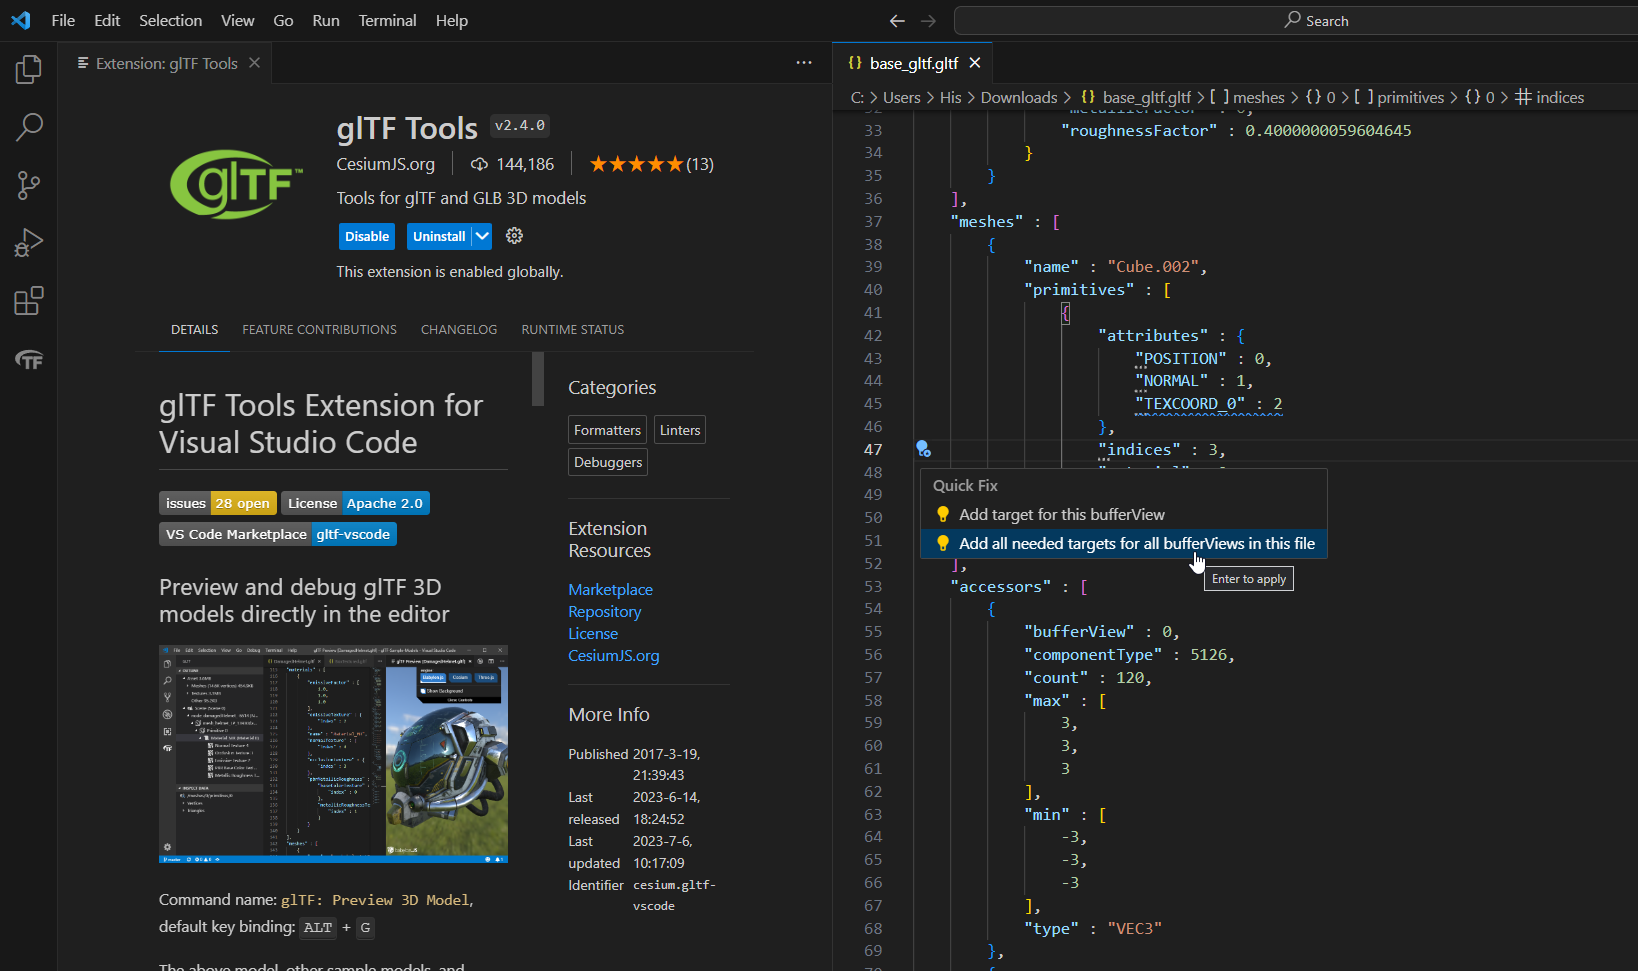 File Edit Selection View Go Run Terminal Help
Search
Extension: glTF Tools
glTF Tools v2.4.0
CesiumJS.org 144,186 (13)
Tools for glTF and GLB 3D models
Disable Uninstall
This extension is enabled globally.
DETAILS FEATURE CONTRIBUTIONS CHANGELOG RUNTIME STATUS
glTF Tools Extension for
Visual Studio Code
issues 28 open License Apache 2.0
VS Code Marketplace gltf-vscode
Preview and debug glTF 3D
models directly in the editor
Command name: glTF: Preview 3D Model,
default key binding: ALT + G
The above model, other sample models, and
Categories
Formatters Linters
Debuggers
Extension
Resources
Marketplace
Repository
License
CesiumJS.org
More Info
Published 2017-3-19,
21:39:43
Last 2023-6-14,
released 18:24:52
Last 2023-7-6,
updated 10:17:09
Identifier cesium.gltf-
vscode
{} base_gltf.gltf
C: > Users > His > Downloads > {} base_gltf.gltf > [ ] meshes > {} 0 > [ ] primitives > {} 0 > # indices
33 "roughnessFactor" : 0.4000000059604645
34 }
35 }
36 ],
37 "meshes" : [
38 {
39 "name" : "Cube.002",
40 "primitives" : [
41 {
42 "attributes" : {
43 "POSITION" : 0,
44 "NORMAL" : 1,
45 "TEXCOORD_0" : 2
46 },
47 "indices" : 3,
48
Quick Fix
49
50 Add target for this bufferView
51 Add all needed targets for all bufferViews in this file
Enter to apply
52 ],
53 "accessors" : [
54 {
55 "bufferView" : 0,
56 "componentType" : 5126,
57 "count" : 120,
58 "max" : [
59 3,
60 3,
61 3
62 ],
63 "min" : [
64 -3,
65 -3,
66 -3
67 ],
68 "type" : "VEC3"
69 },